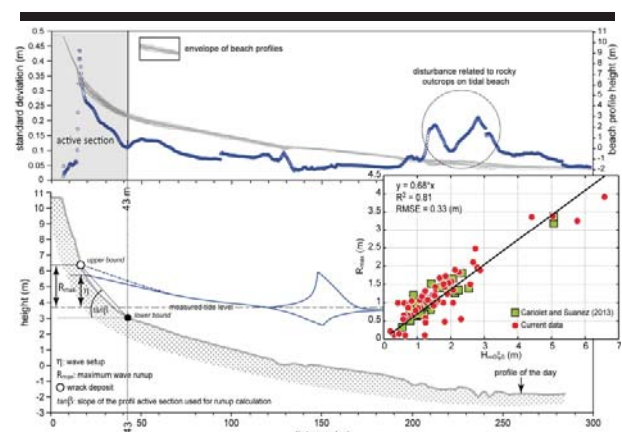 0.5
0.45
0.4
0.35
0.3
0.25
0.2
0.15
0.1
0.05
0
standard deviation (m)
envelope of beach profiles
disturbance related to rocky
outcrops on tidal beach
active section
11
10
9
8
7
6
5
4
3
2
1
0
-1
-2
beach profile height (m)
43 m
11
10
9
8
7
6
5
4
3
2
1
0
-1
-2
-3
height (m)
upper bound
Rmax
η
tanβ
measured tide level
lower bound
η: wave setup
Rmax: maximum wave runup
wrack deposit
tanβ: slope of the profil active section used for runup calculation
profile of the day
4.5
4
3.5
3
2.5
2
1.5
1
0.5
0
Rmax (m)
y = 0.68*x
R² = 0.81
RMSE = 0.33 (m)
Cariolet and Suanez (2013)
Current data
0 1 2 3 4 5 6 7
Hm0ξ0 (m)
0 43 50 100 150 200 250 300